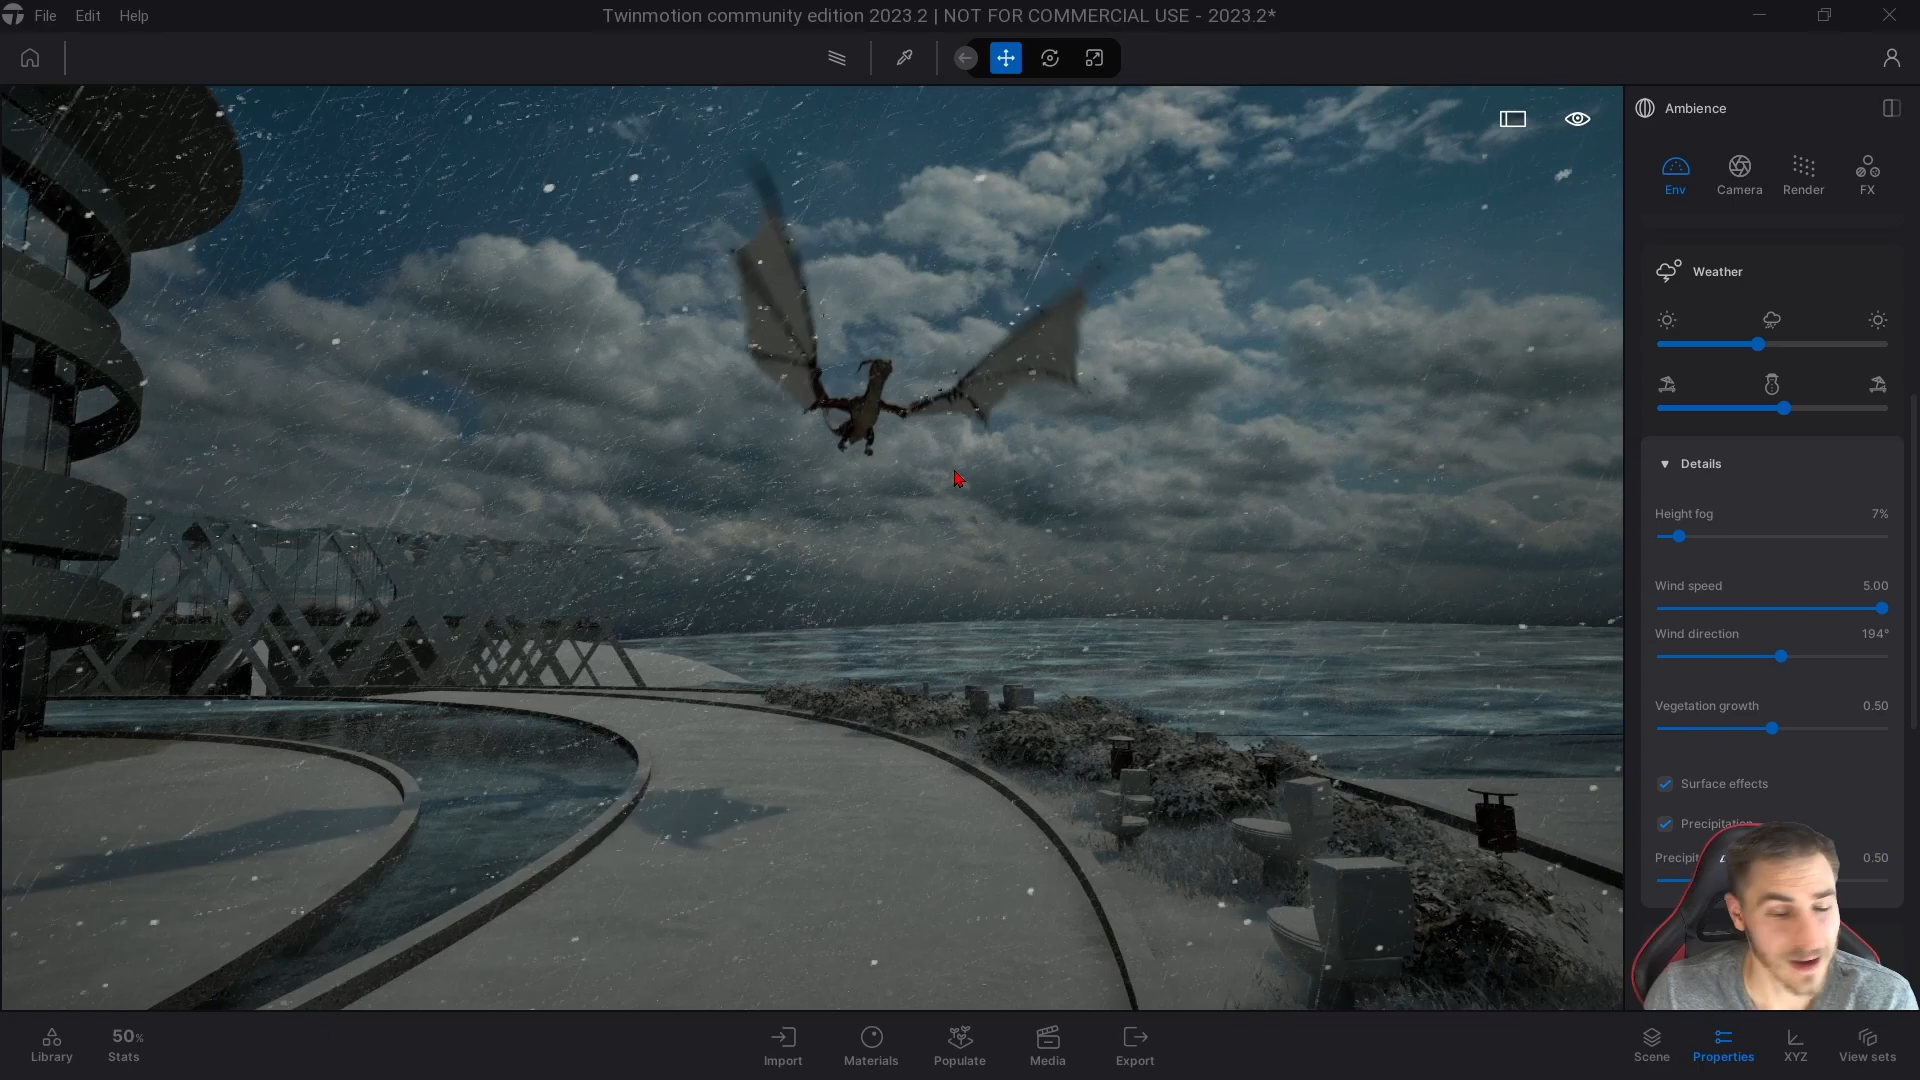 File Edit Help
Twinmotion community edition 2023.2 | NOT FOR COMMERCIAL USE - 2023.2*
Ambience
Env Camera Render FX
Weather
Details
Height fog 7%
Wind speed 5.00
Wind direction 194°
Vegetation growth 0.50
Surface effects
Precipitation
0.50
Library
50% Stats
Import Materials Populate Media Export
Scene Properties XYZ View sets